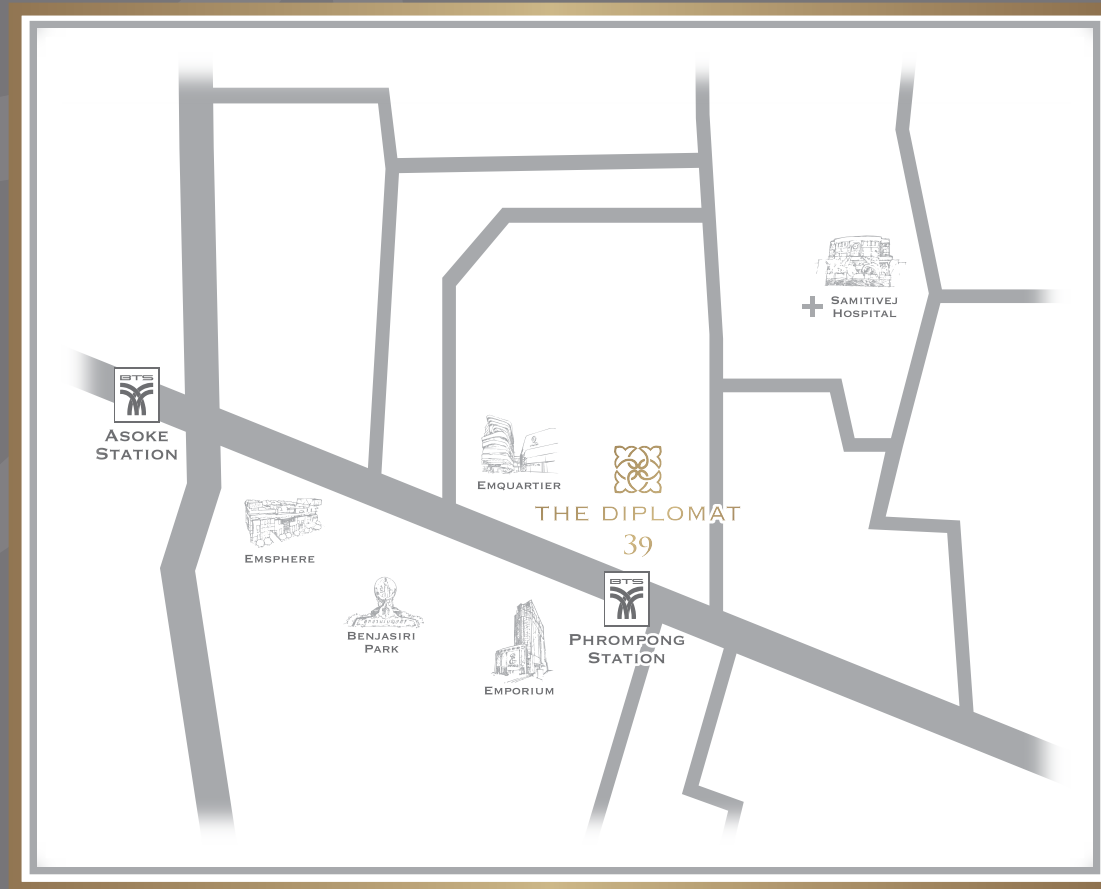 SAMITIVEJ
HOSPITAL
BTS
ASOKE
STATION
EMQUARTIER
THE DIPLOMAT
39
EMSPHERE
BTS
BENJASIRI
PARK
PHROMPONG
STATION
EMPORIUM